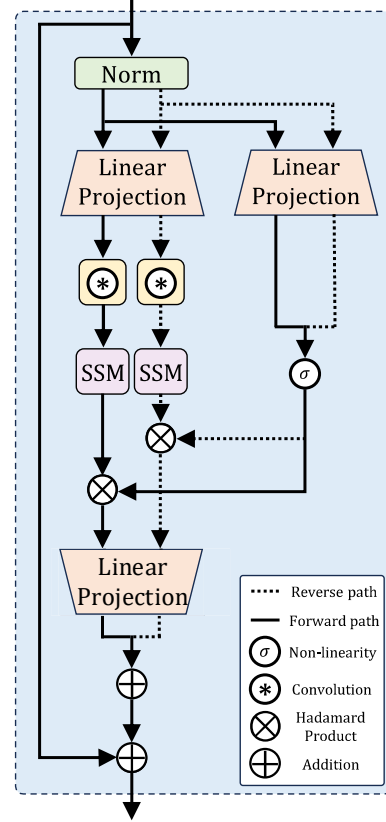 Norm
Linear
Projection
Linear
Projection
SSM
SSM
σ
Linear
Projection
Reverse path
Forward path
σ Non-linearity
Convolution
Hadamard
Product
Addition